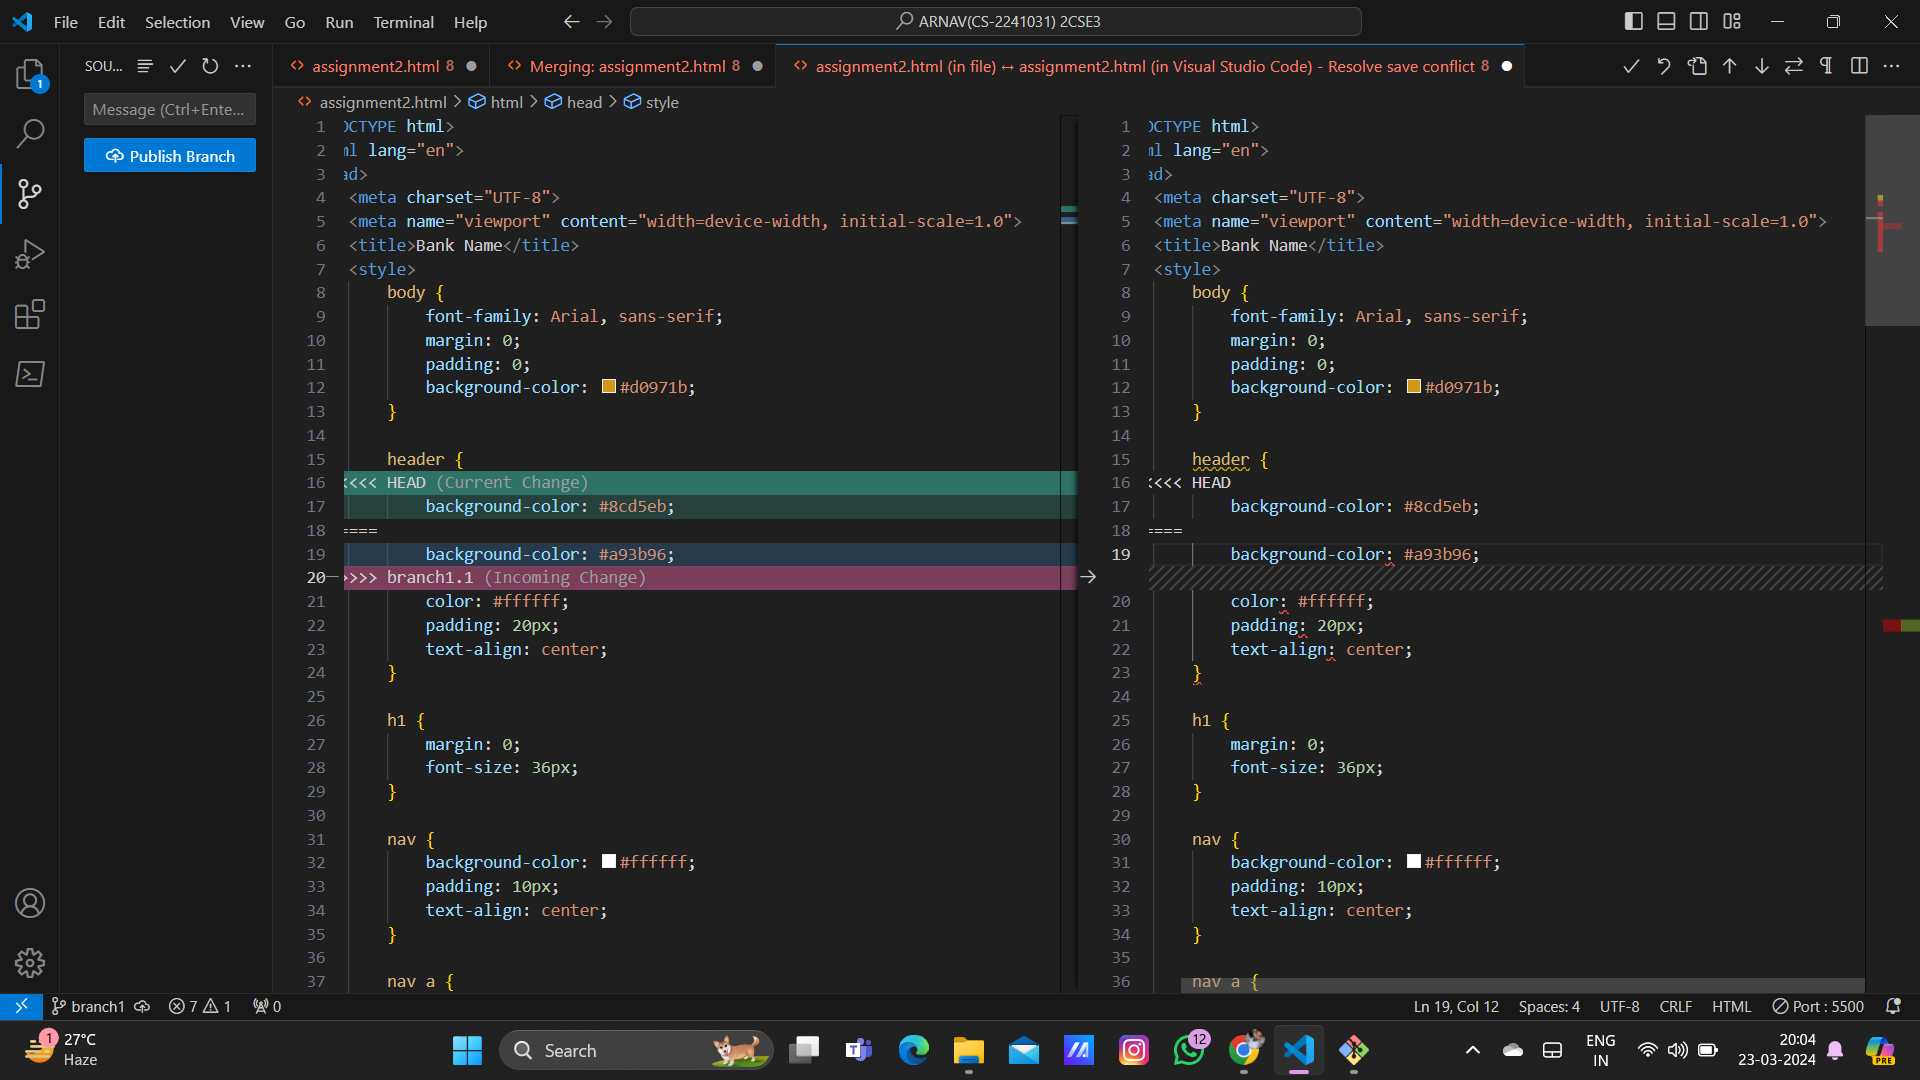 File Edit Selection View Go Run Terminal Help
ARNAV(CS-2241031) 2CSE3
SOU...
assignment2.html 8
Merging: assignment2.html 8
assignment2.html (in file) ↔ assignment2.html (in Visual Studio Code) - Resolve save conflict 8
1
Message (Ctrl+Ente...
Publish Branch
assignment2.html > html > head > style
1 OCTYPE html>
2 ml lang="en">
3 ad>
4 <meta charset="UTF-8">
5 <meta name="viewport" content="width=device-width, initial-scale=1.0">
6 <title>Bank Name</title>
7 <style>
8 body {
9 font-family: Arial, sans-serif;
10 margin: 0;
11 padding: 0;
12 background-color: #d0971b;
13 }
14
15 header {
16 <<<< HEAD (Current Change)
17 background-color: #8cd5eb;
18 ====
19 background-color: #a93b96;
20 >>>> branch1.1 (Incoming Change)
21 color: #ffffff;
22 padding: 20px;
23 text-align: center;
24 }
25
26 h1 {
27 margin: 0;
28 font-size: 36px;
29 }
30
31 nav {
32 background-color: #ffffff;
33 padding: 10px;
34 text-align: center;
35 }
36
37 nav a {
1 OCTYPE html>
2 ml lang="en">
3 ad>
4 <meta charset="UTF-8">
5 <meta name="viewport" content="width=device-width, initial-scale=1.0">
6 <title>Bank Name</title>
7 <style>
8 body {
9 font-family: Arial, sans-serif;
10 margin: 0;
11 padding: 0;
12 background-color: #d0971b;
13 }
14
15 header {
16 <<<< HEAD
17 background-color: #8cd5eb;
18 ====
19 background-color: #a93b96;
20 color: #ffffff;
21 padding: 20px;
22 text-align: center;
23 }
24
25 h1 {
26 margin: 0;
27 font-size: 36px;
28 }
29
30 nav {
31 background-color: #ffffff;
32 padding: 10px;
33 text-align: center;
34 }
35
36 nav a {
branch1 7 1 0
Ln 19, Col 12 Spaces: 4 UTF-8 CRLF HTML Port : 5500
1 27°C
Haze
Search
12
PRE
ENG
IN
20:04
23-03-2024